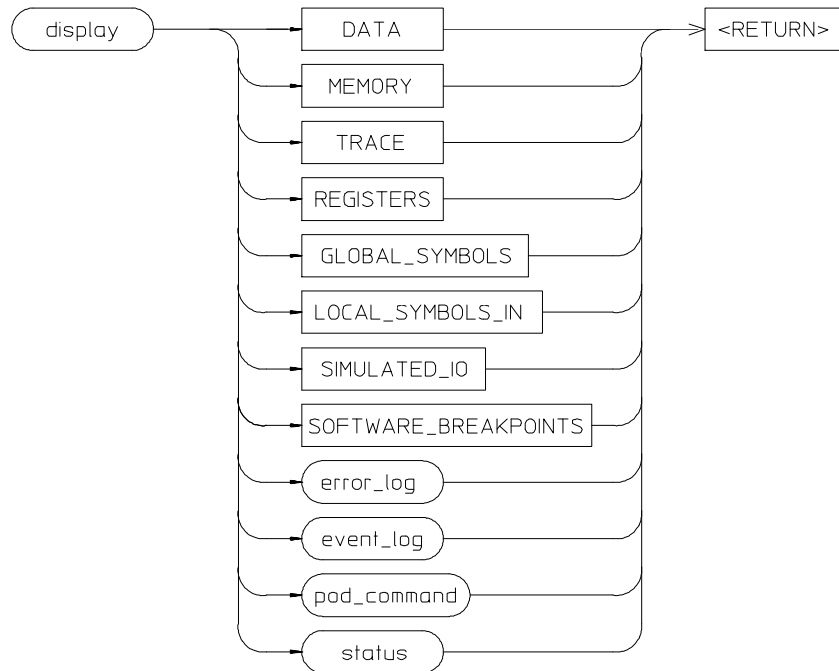 display
DATA
<RETURN>
MEMORY
TRACE
REGISTERS
GLOBAL_SYMBOLS
LOCAL_SYMBOLS_IN
SIMULATED_IO
SOFTWARE_BREAKPOINTS
error_log
event_log
pod_command
status